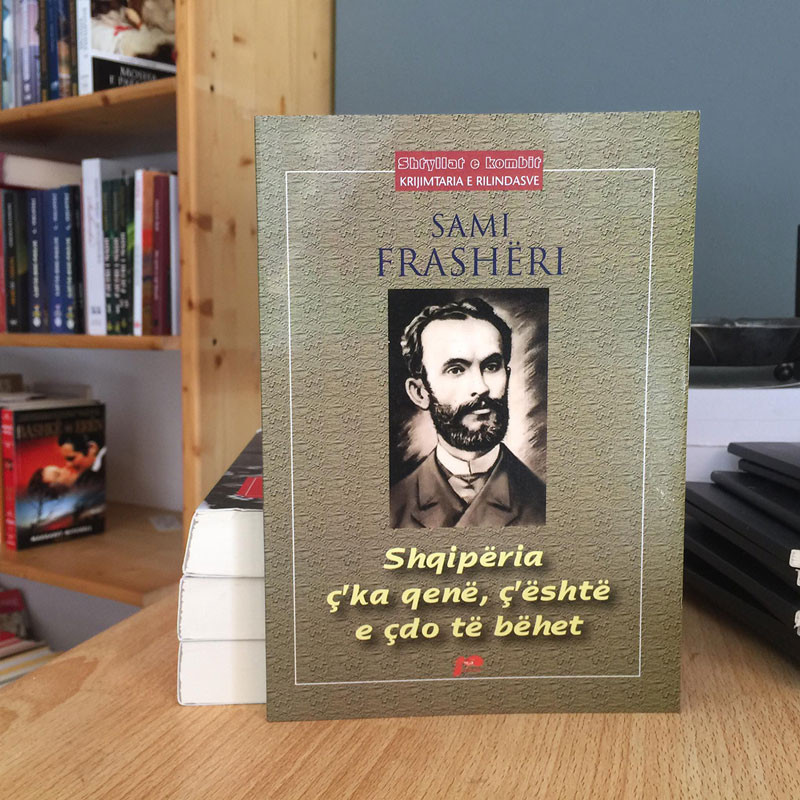 Shtyllat e kombit
KRIJIMTARIA E RILINDASVE
SAMI
FRASHËRI
Shqipëria
ç'ka qenë, ç'është
e çdo të bëhet